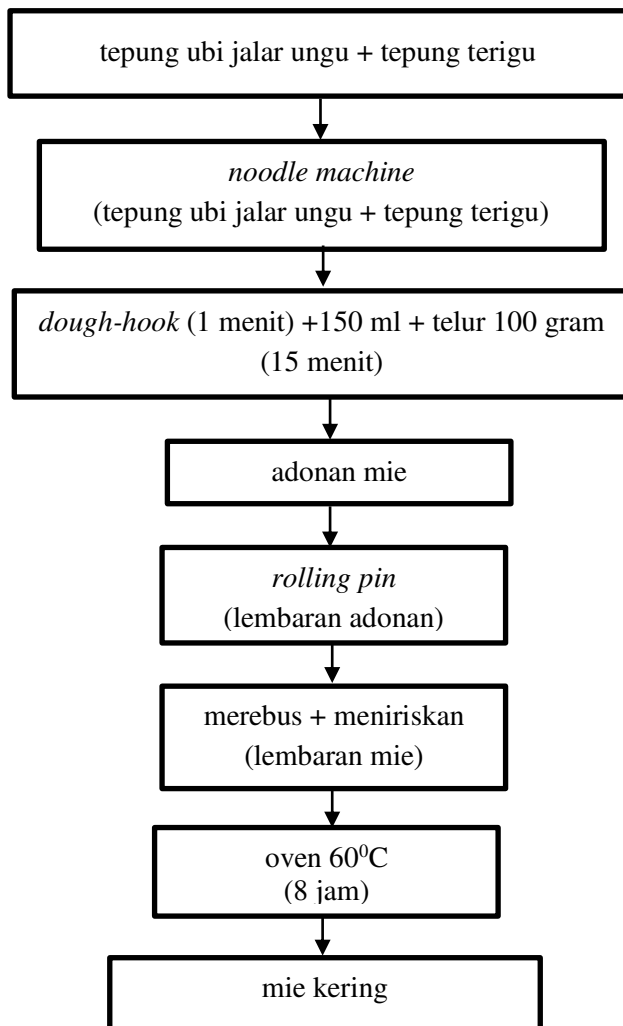 tepung ubi jalar ungu + tepung terigu
noodle machine
(tepung ubi jalar ungu + tepung terigu)
dough-hook (1 menit) +150 ml + telur 100 gram
(15 menit)
adonan mie
rolling pin
(lembaran adonan)
merebus + meniriskan
(lembaran mie)
oven 60⁰C
(8 jam)
mie kering